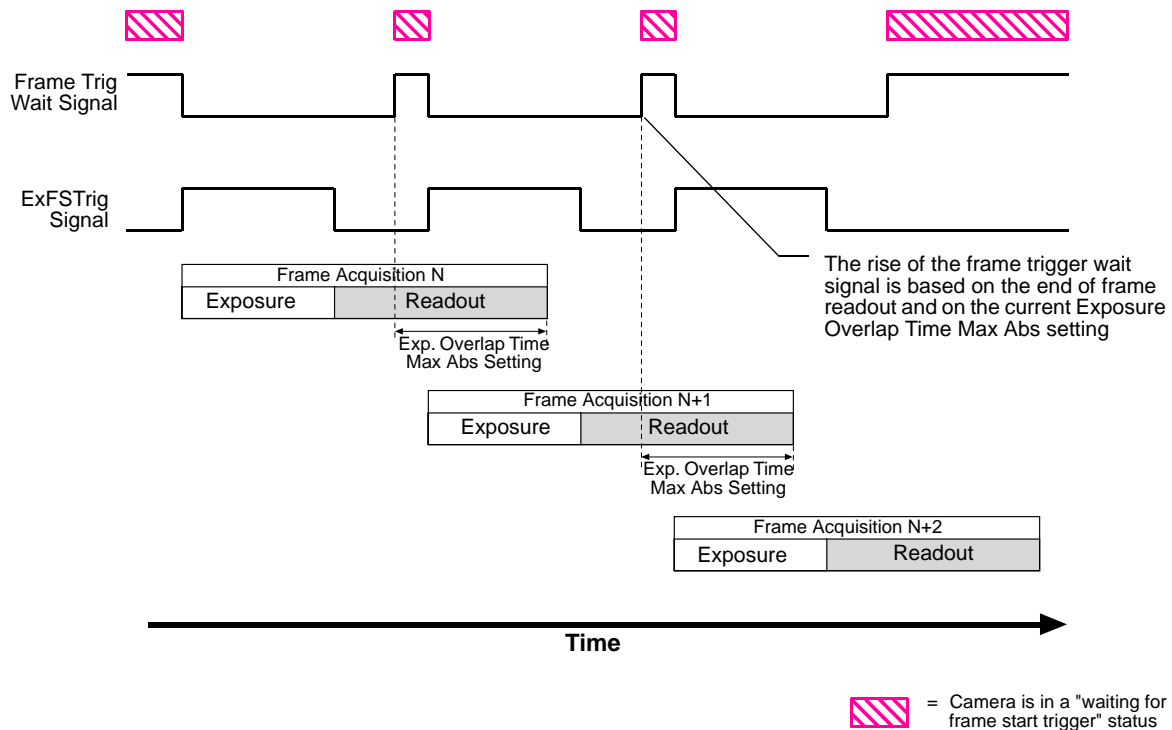 Frame Trig
Wait Signal
ExFSTrig
Signal
The rise of the frame trigger wait
signal is based on the end of frame
readout and on the current Exposure
Overlap Time Max Abs setting
Frame Acquisition N
Exposure
Readout
Exp. Overlap Time
Max Abs Setting
Frame Acquisition N+1
Exposure
Readout
Exp. Overlap Time
Max Abs Setting
Frame Acquisition N+2
Exposure
Readout
Time
= Camera is in a "waiting for
frame start trigger" status